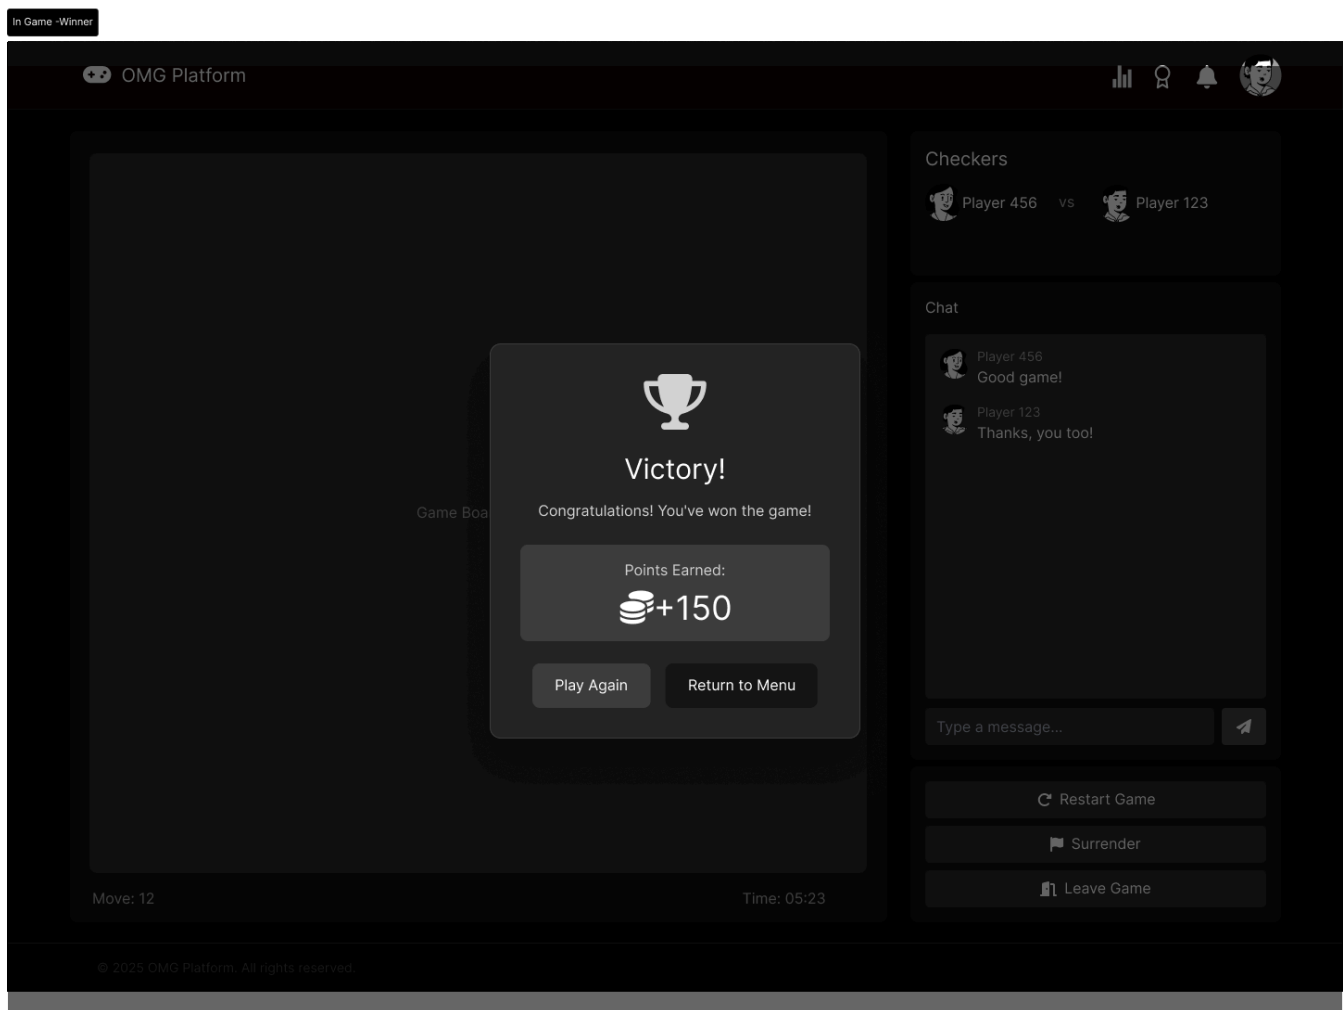 In Game -Winner
OMG Platform
Checkers
Player 456 vs Player 123
Chat
Player 456
Good game!
Player 123
Thanks, you too!
Type a message...
Restart Game
Surrender
Leave Game
Game Boa
Victory!
Congratulations! You've won the game!
Points Earned:
+150
Play Again Return to Menu
Move: 12 Time: 05:23
© 2025 OMG Platform. All rights reserved.